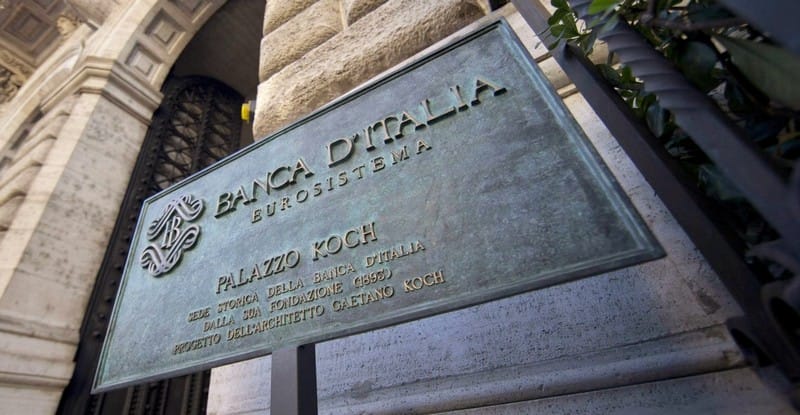 BANCA D'ITALIA
EUROSISTEMA
PALAZZO KOCH
SEDE STORICA DELLA BANCA D'ITALIA
DALLA SUA FONDAZIONE (1893)
PROGETTO DELL'ARCHITETTO GAETANO KOCH